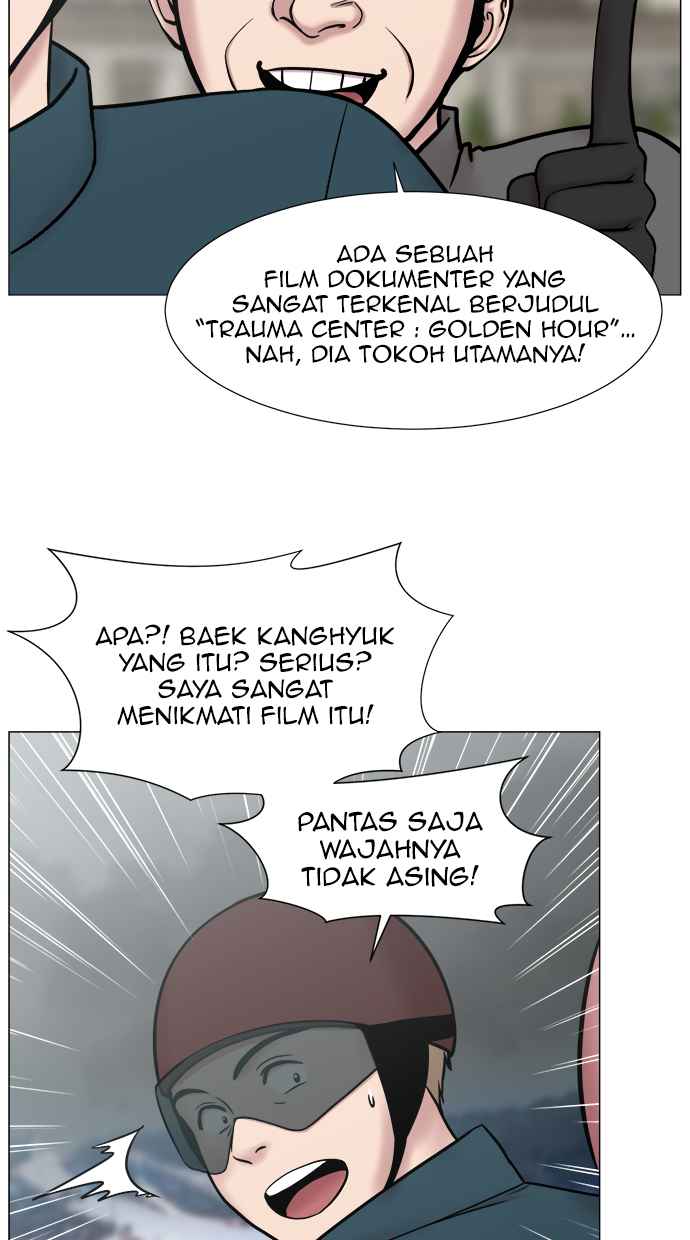 ADA SEBUAH
FILM DOKUMENTER YANG
SANGAT TERKENAL BERJUDUL
“TRAUMA CENTER : GOLDEN HOUR”...
NAH, DIA TOKOH UTAMANYA!
APA?! BAEK KANGHYUK
YANG ITU? SERIUS?
SAYA SANGAT
MENIKMATI FILM ITU!
PANTAS SAJA
WAJAHNYA
TIDAK ASING!